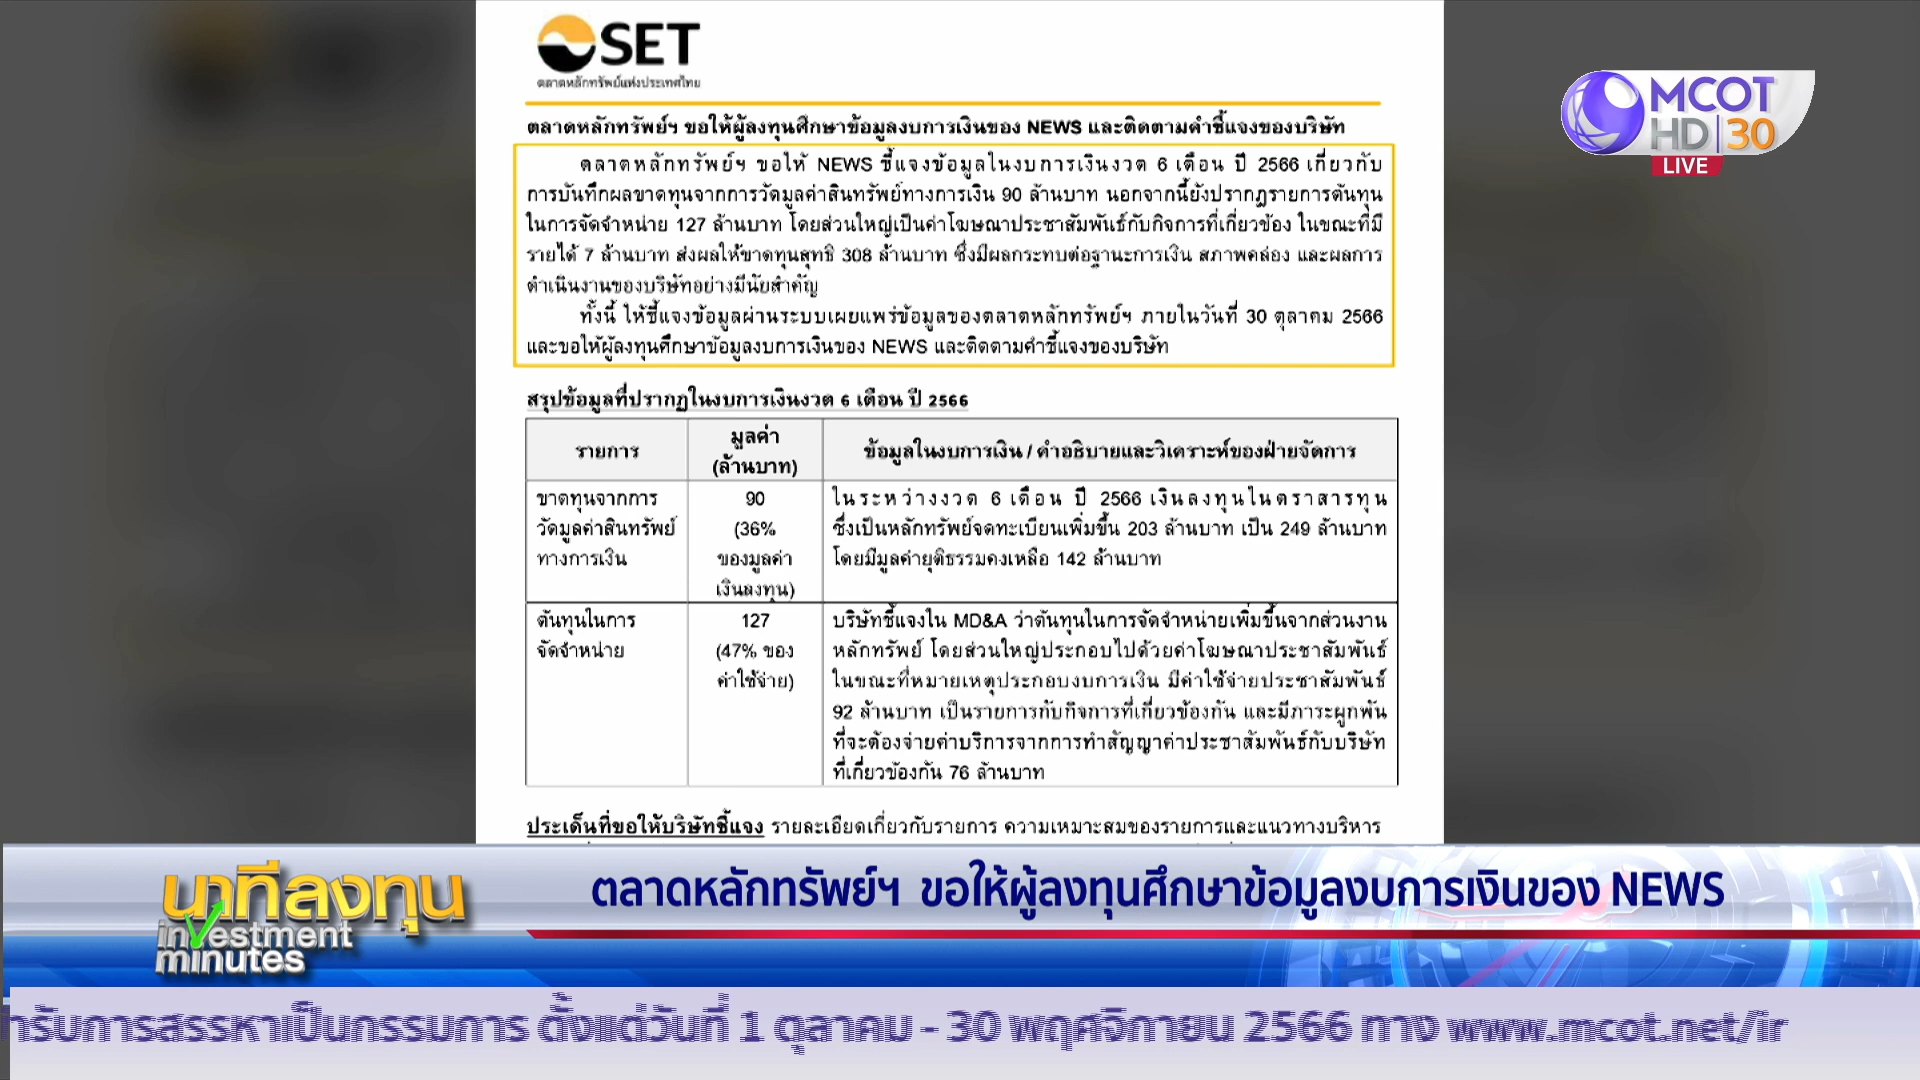 SET
ตลาดหลักทรัพย์แห่งประเทศไทย
MCOT
HD 30
LIVE
ตลาดหลักทรัพย์ฯ ขอให้ผู้ลงทุนศึกษาข้อมูลงบการเงินของ NEWS และติดตามคำชี้แจงของบริษัท
ตลาดหลักทรัพย์ฯ ขอให้ NEWS ชี้แจงข้อมูลในงบการเงินงวด 6 เดือน ปี 2566 เกี่ยวกับ
การบันทึกผลขาดทุนจากการวัดมูลค่าสินทรัพย์ทางการเงิน 90 ล้านบาท นอกจากนี้ยังปรากฏรายการต้นทุน
ในการจัดจำหน่าย 127 ล้านบาท โดยส่วนใหญ่เป็นค่าโฆษณาประชาสัมพันธ์กับกิจการที่เกี่ยวข้อง ในขณะที่มี
รายได้ 7 ล้านบาท ส่งผลให้ขาดทุนสุทธิ 308 ล้านบาท ซึ่งมีผลกระทบต่อฐานะการเงิน สภาพคล่อง และผลการ
ดำเนินงานของบริษัทอย่างมีนัยสำคัญ
ทั้งนี้ ให้ชี้แจงข้อมูลผ่านระบบเผยแพร่ข้อมูลของตลาดหลักทรัพย์ฯ ภายในวันที่ 30 ตุลาคม 2566
และขอให้ผู้ลงทุนศึกษาข้อมูลงบการเงินของ NEWS และติดตามคำชี้แจงของบริษัท
สรุปข้อมูลที่ปรากฏในงบการเงินงวด 6 เดือน ปี 2566
รายการ
มูลค่า
(ล้านบาท)
ข้อมูลในงบการเงิน / คำอธิบายและวิเคราะห์ของฝ่ายจัดการ
ขาดทุนจากการ
วัดมูลค่าสินทรัพย์
ทางการเงิน
90
(36%
ของมูลค่า
เงินลงทุน)
ในระหว่างงวด 6 เดือน ปี 2566 เงินลงทุนในตราสารทุน
ซึ่งเป็นหลักทรัพย์จดทะเบียนเพิ่มขึ้น 203 ล้านบาท เป็น 249 ล้านบาท
โดยมีมูลค่ายุติธรรมคงเหลือ 142 ล้านบาท
ต้นทุนในการ
จัดจำหน่าย
127
(47% ของ
ค่าใช้จ่าย)
บริษัทชี้แจงใน MD&A ว่าต้นทุนในการจัดจำหน่ายเพิ่มขึ้นจากส่วนงาน
หลักทรัพย์ โดยส่วนใหญ่ประกอบไปด้วยค่าโฆษณาประชาสัมพันธ์
ในขณะที่หมายเหตุประกอบงบการเงิน มีค่าใช้จ่ายประชาสัมพันธ์
92 ล้านบาท เป็นรายการกับกิจการที่เกี่ยวข้องกัน และมีภาระผูกพัน
ที่จะต้องจ่ายค่าบริการจากการทำสัญญาค่าประชาสัมพันธ์กับบริษัท
ที่เกี่ยวข้องกัน 76 ล้านบาท
ประเด็นที่ขอให้บริษัทชี้แจง รายละเอียดเกี่ยวกับรายการ ความเหมาะสมของรายการและแนวทางบริหาร
นาทีลงทุน
investment
minutes
ตลาดหลักทรัพย์ฯ ขอให้ผู้ลงทุนศึกษาข้อมูลงบการเงินของ NEWS
รับการสรรหาเป็นกรรมการ ตั้งแต่วันที่ 1 ตุลาคม - 30 พฤศจิกายน 2566 ทาง www.mcot.net/ir